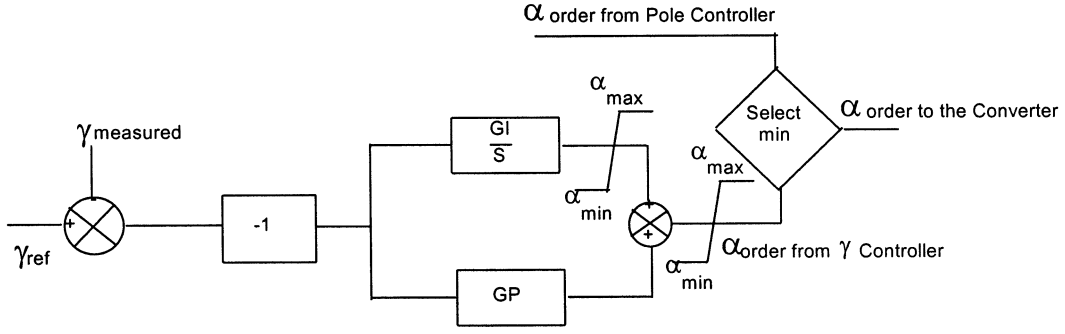 α order from Pole Controller
α max
γ measured
GI
S
Select
min
α order to the Converter
α max
α min
-
+
-1
+
+
γref
αorder from γ Controller
α min
GP